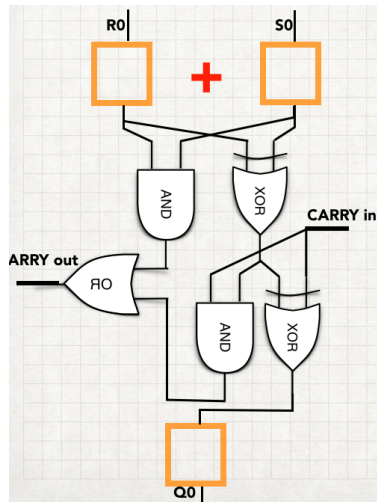 R0
S0
+
AND
XOR
CARRY in
ARRY out
OR
AND
XOR
Q0